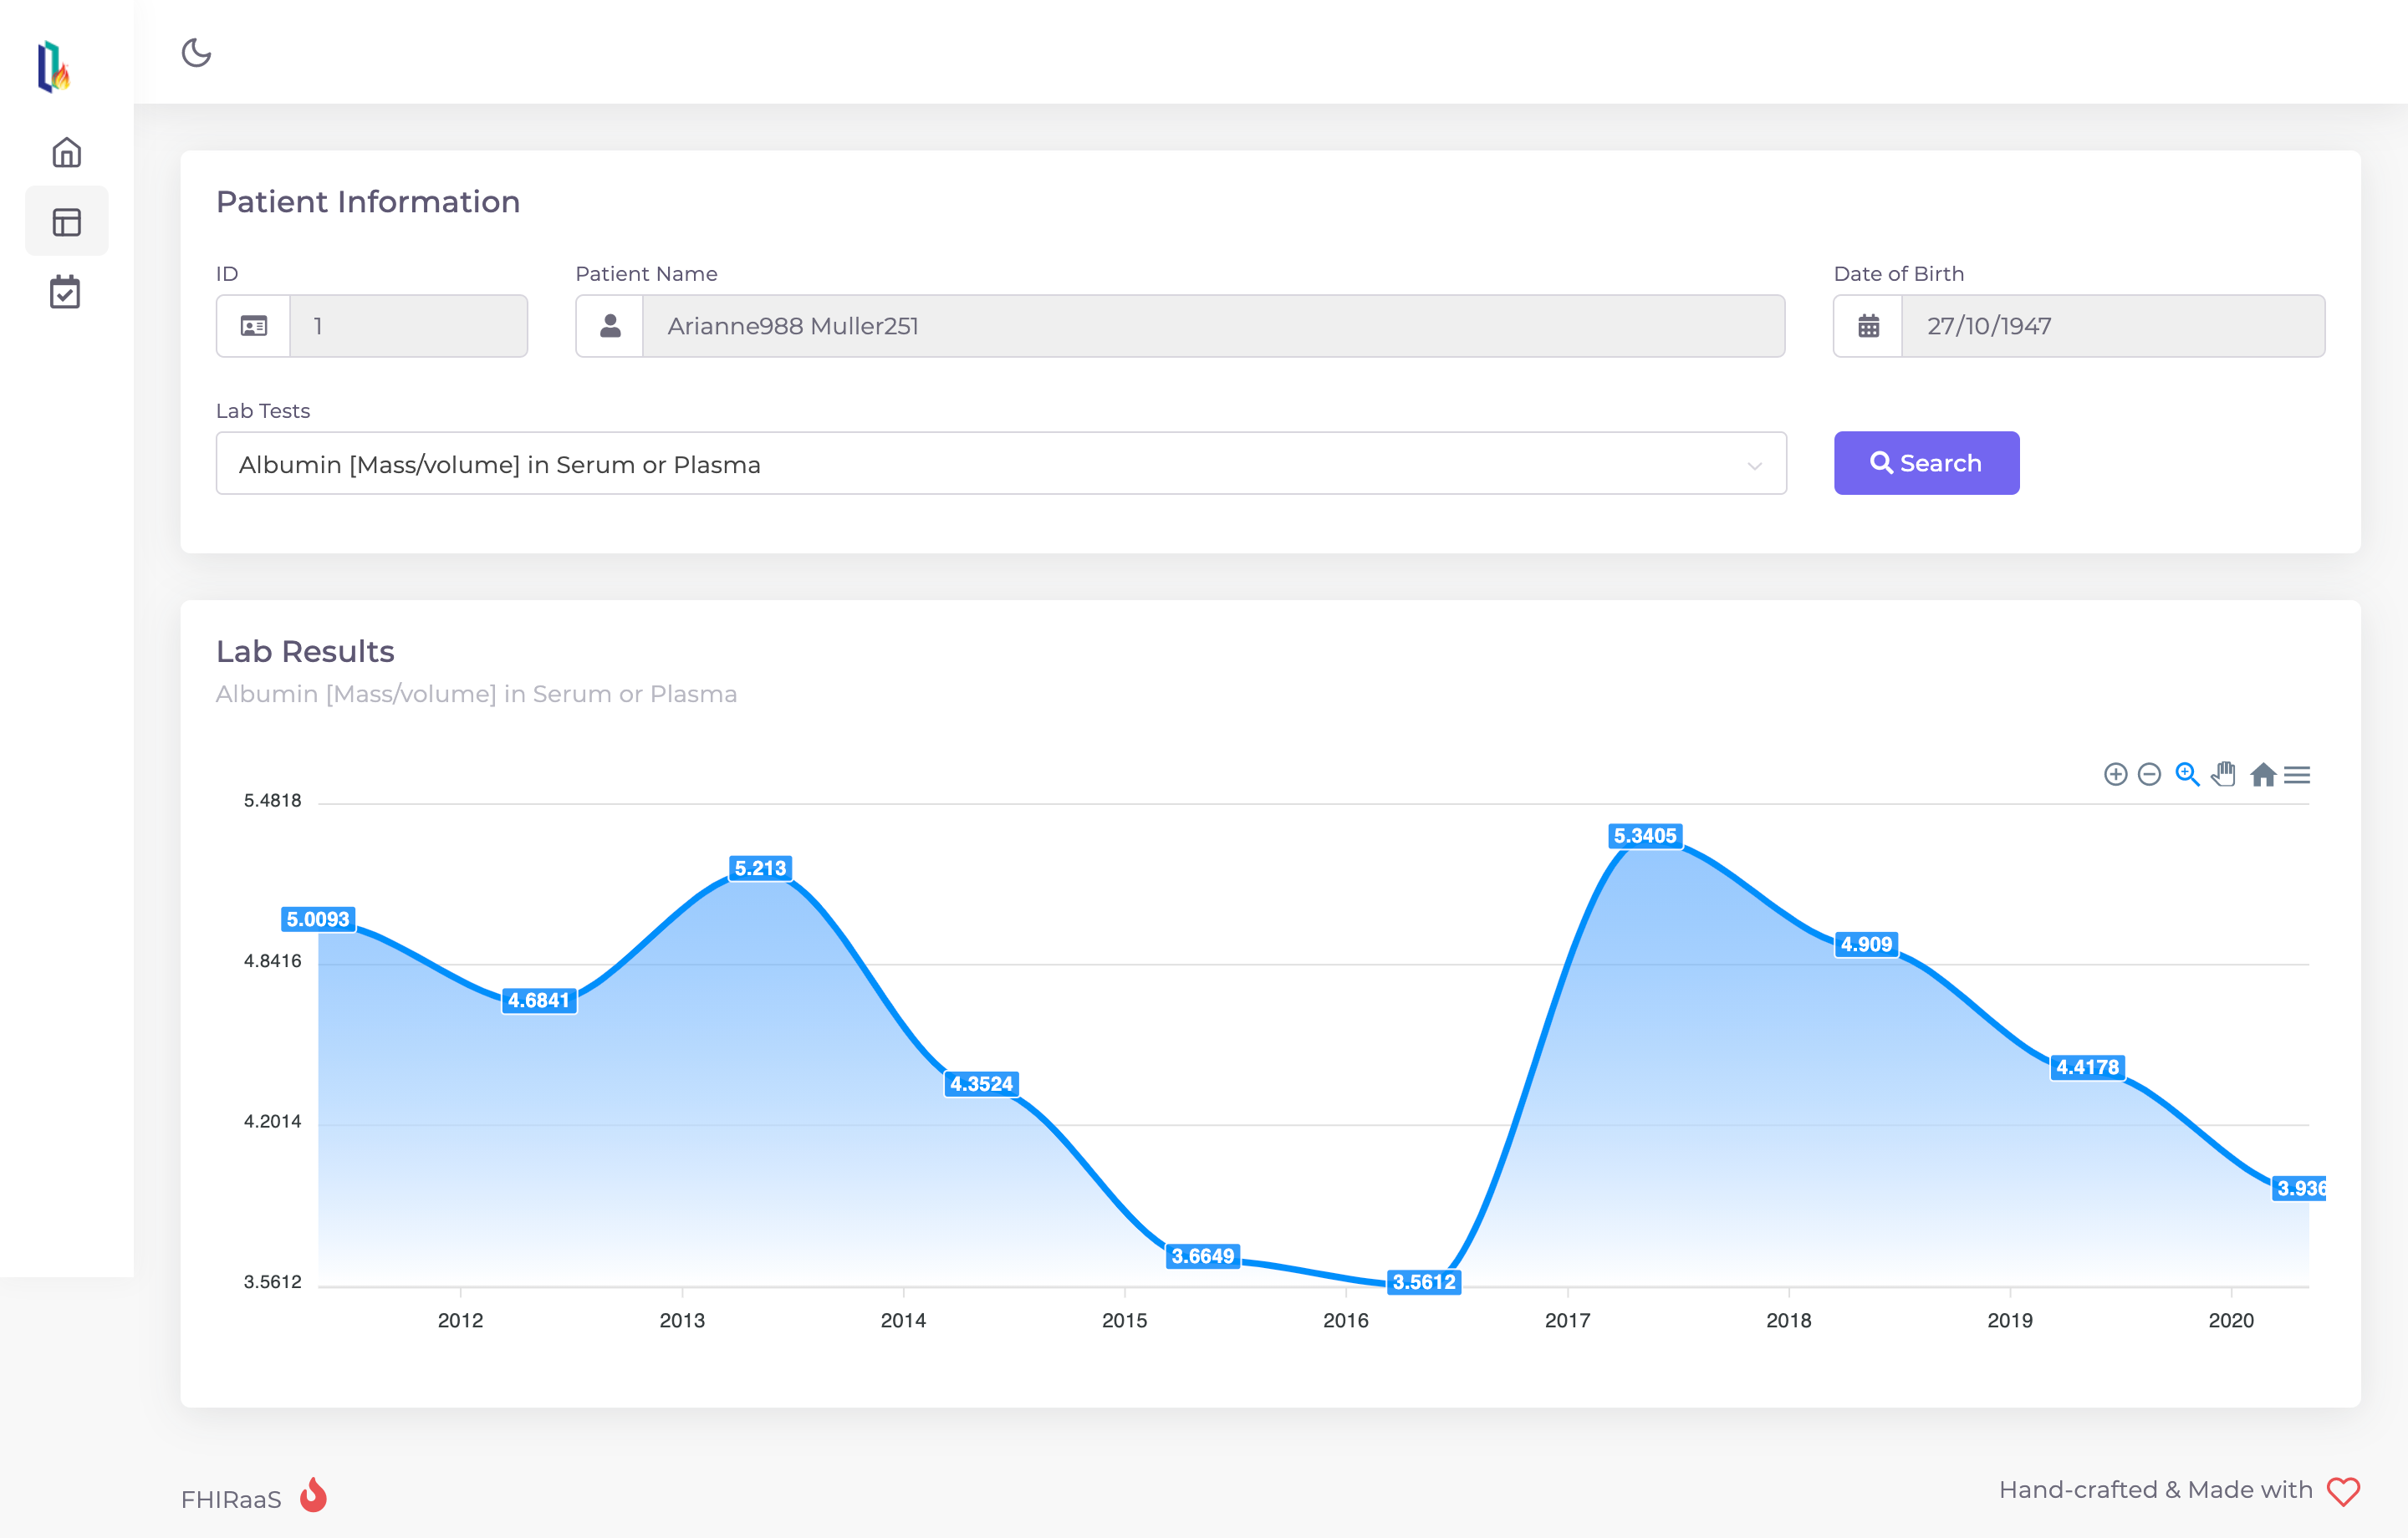 Patient Information
ID
Patient Name
Date of Birth
1
Arianne988 Muller251
27/10/1947
Lab Tests
Albumin [Mass/volume] in Serum or Plasma
Search
Lab Results
Albumin [Mass/volume] in Serum or Plasma
5.4818
5.3405
5.213
5.0093
4.909
4.8416
4.6841
4.4178
4.3524
4.2014
3.936
3.6649
3.5612
3.5612
2012
2013
2014
2015
2016
2017
2018
2019
2020
FHIRaaS
Hand-crafted & Made with